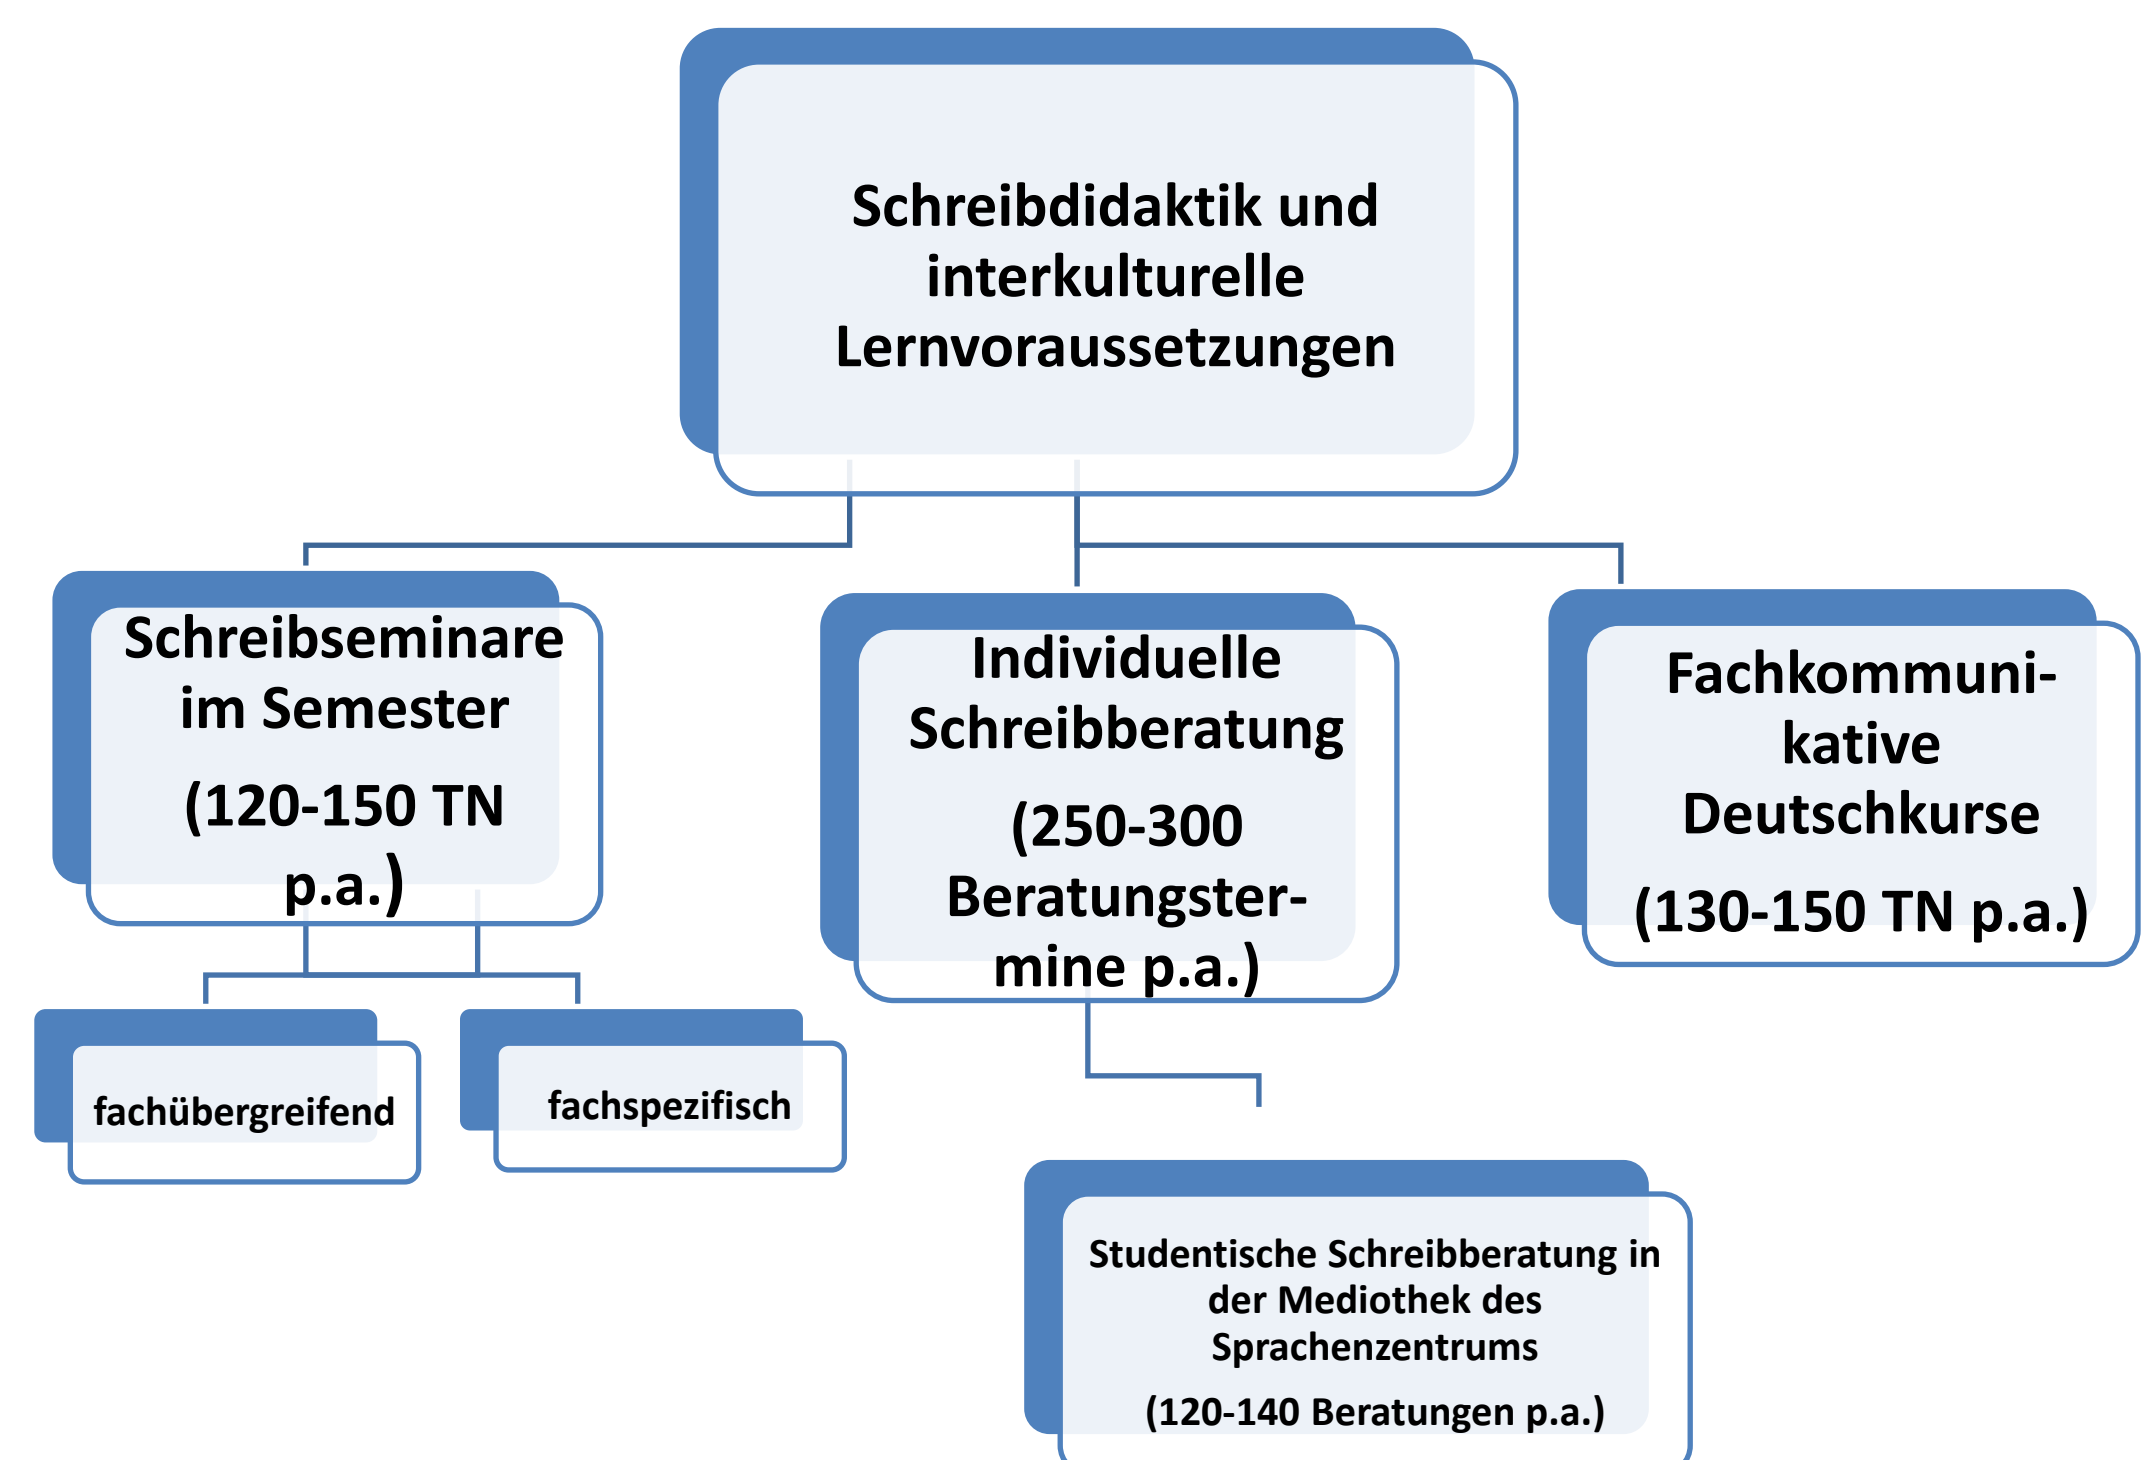 Schreibdidaktik und
interkulturelle
Lernvoraussetzungen
Schreibseminare
im Semester
(120-150 TN
p.a.)
Individuelle
Schreibberatung
(250-300
Beratungster-
mine p.a.)
Fachkommuni-
kative
Deutschkurse
(130-150 TN p.a.)
fachübergreifend
fachspezifisch
Studentische Schreibberatung in
der Mediothek des
Sprachenzentrums
(120-140 Beratungen p.a.)